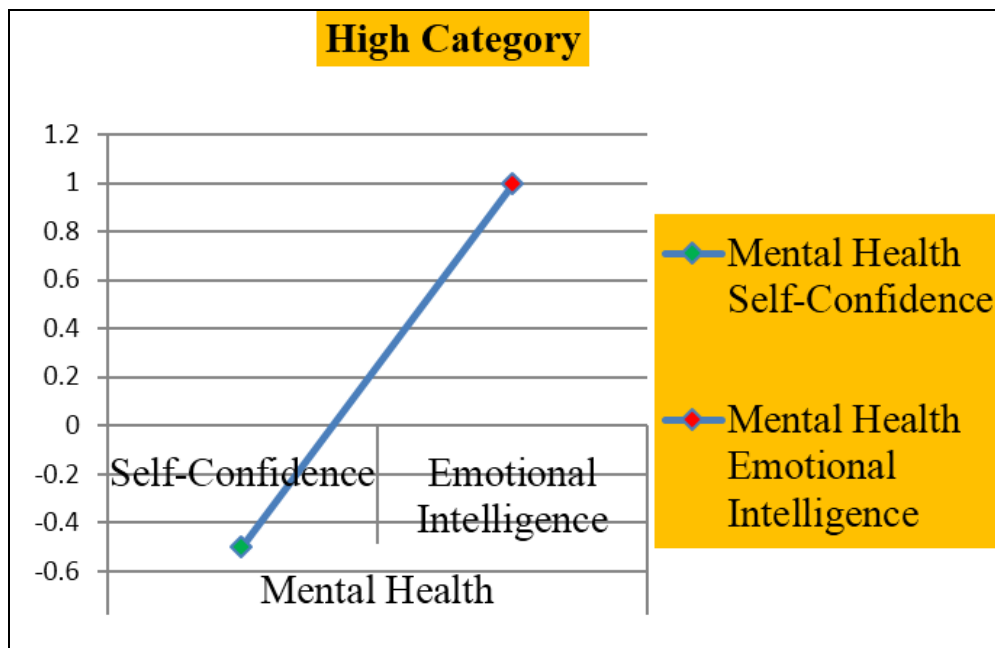 High Category
1.2
1
0.8
0.6
0.4
0.2
0
-0.2
-0.4
-0.6
Self-Confidence
Emotional
Intelligence
Mental Health
Mental Health
Self-Confidence
Mental Health
Emotional
Intelligence